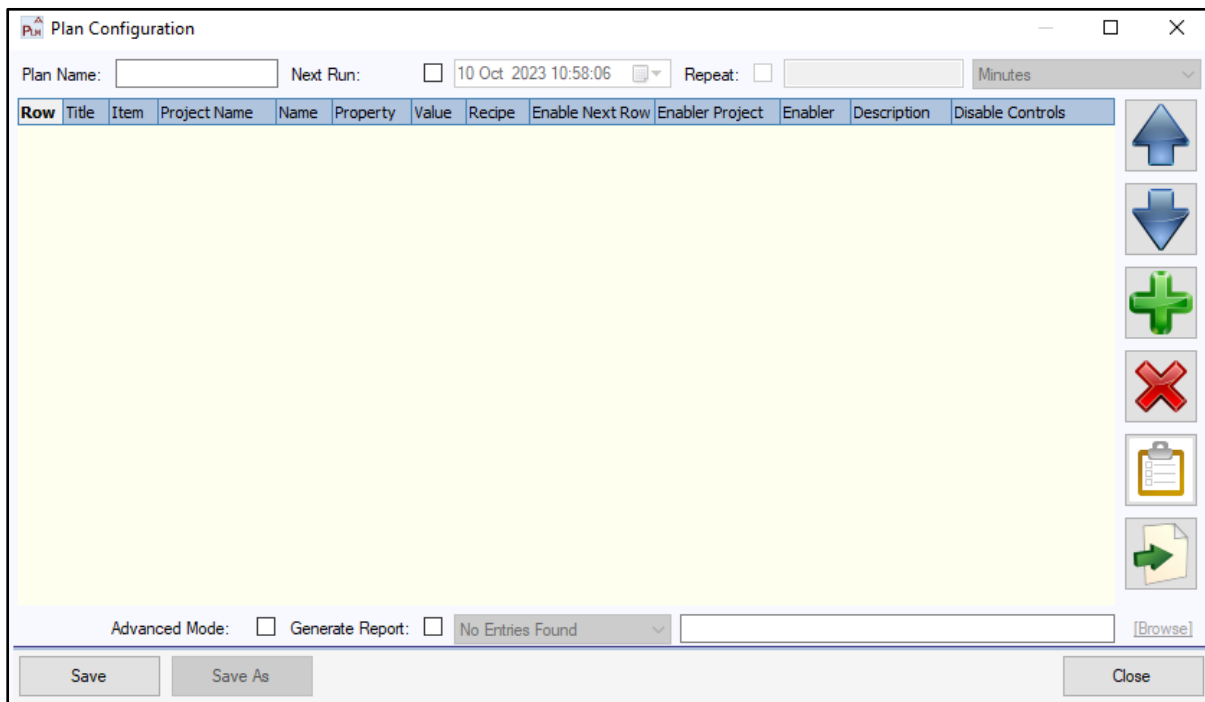 PLM Plan Configuration
Plan Name: Next Run: 10 Oct 2023 10:58:06 Repeat: Minutes
Row Title Item Project Name Name Property Value Recipe Enable Next Row Enabler Project Enabler Description Disable Controls
Advanced Mode: Generate Report: No Entries Found [Browse]
Save Save As Close